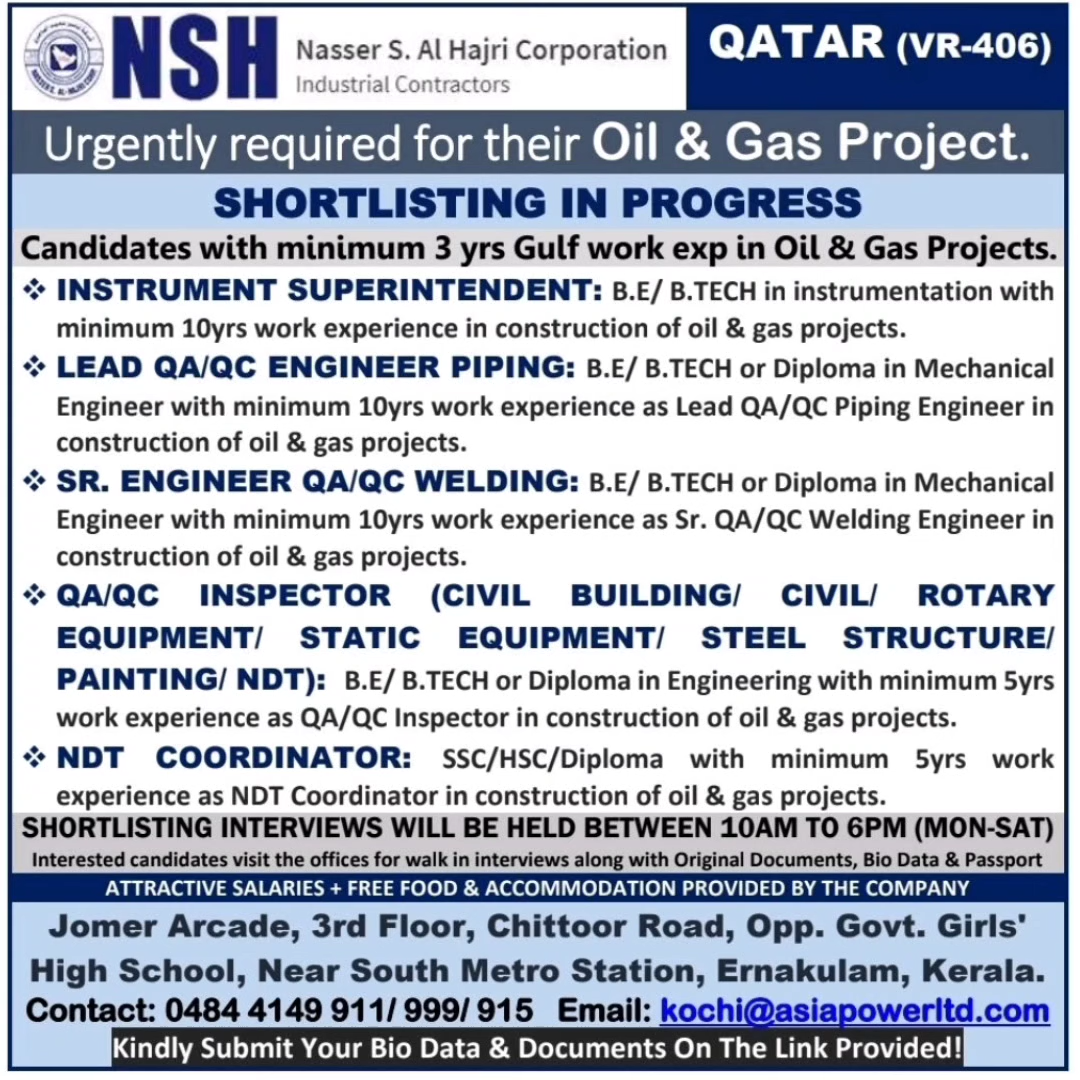 NSH
Nasser S. Al Hajri Corporation
Industrial Contractors
QATAR (VR-406)
Urgently required for their Oil & Gas Project.
SHORTLISTING IN PROGRESS
Candidates with minimum 3 yrs Gulf work exp in Oil & Gas Projects.
❖ INSTRUMENT SUPERINTENDENT: B.E/ B.TECH in instrumentation with
minimum 10yrs work experience in construction of oil & gas projects.
❖ LEAD QA/QC ENGINEER PIPING: B.E/ B.TECH or Diploma in Mechanical
Engineer with minimum 10yrs work experience as Lead QA/QC Piping Engineer in
construction of oil & gas projects.
❖ SR. ENGINEER QA/QC WELDING: B.E/ B.TECH or Diploma in Mechanical
Engineer with minimum 10yrs work experience as Sr. QA/QC Welding Engineer in
construction of oil & gas projects.
❖ QA/QC INSPECTOR (CIVIL BUILDING/ CIVIL/ ROTARY
EQUIPMENT/ STATIC EQUIPMENT/ STEEL STRUCTURE/
PAINTING/ NDT): B.E/ B.TECH or Diploma in Engineering with minimum 5yrs
work experience as QA/QC Inspector in construction of oil & gas projects.
❖ NDT COORDINATOR: SSC/HSC/Diploma with minimum 5yrs work
experience as NDT Coordinator in construction of oil & gas projects.
SHORTLISTING INTERVIEWS WILL BE HELD BETWEEN 10AM TO 6PM (MON-SAT)
Interested candidates visit the offices for walk in interviews along with Original Documents, Bio Data & Passport
ATTRACTIVE SALARIES + FREE FOOD & ACCOMMODATION PROVIDED BY THE COMPANY
Jomer Arcade, 3rd Floor, Chittoor Road, Opp. Govt. Girls'
High School, Near South Metro Station, Ernakulam, Kerala.
Contact: 0484 4149 911/ 999/ 915 Email: kochi@asiapowerltd.com
Kindly Submit Your Bio Data & Documents On The Link Provided!